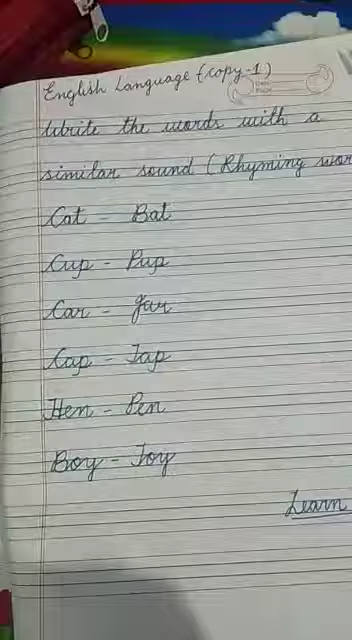 English Language (copy-1)
Write the words with a
similar sound (Rhyming
Cat - Bat
Cup - Pup
Car - Jar
Cap - Tap
Hen - Pen
Boy - Toy
Learn